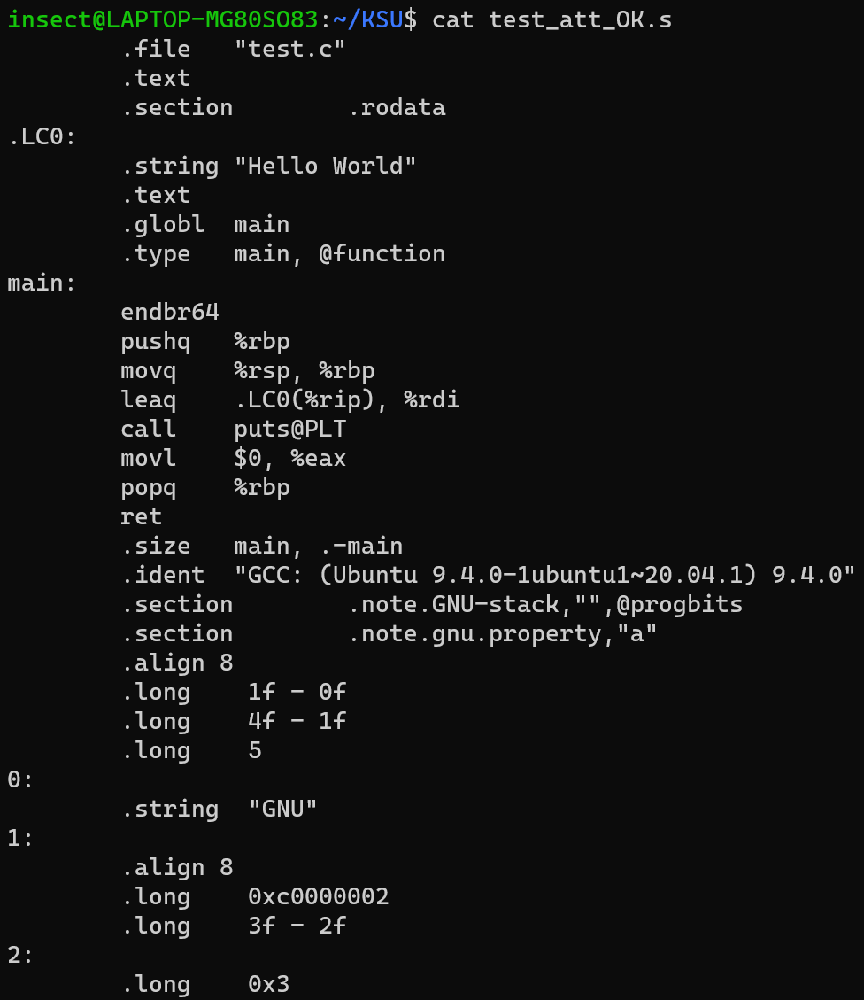 insect@LAPTOP-MG80SO83:~/KSU$ cat test_att_OK.s
        .file   "test.c"
        .text
        .section        .rodata
.LC0:
        .string "Hello World"
        .text
        .globl  main
        .type   main, @function
main:
        endbr64
        pushq   %rbp
        movq    %rsp, %rbp
        leaq    .LC0(%rip), %rdi
        call    puts@PLT
        movl    $0, %eax
        popq    %rbp
        ret
        .size   main, .-main
        .ident  "GCC: (Ubuntu 9.4.0-1ubuntu1~20.04.1) 9.4.0"
        .section        .note.GNU-stack,"",@progbits
        .section        .note.gnu.property,"a"
        .align 8
        .long    1f - 0f
        .long    4f - 1f
        .long    5
0:
        .string  "GNU"
1:
        .align 8
        .long    0xc0000002
        .long    3f - 2f
2:
        .long    0x3